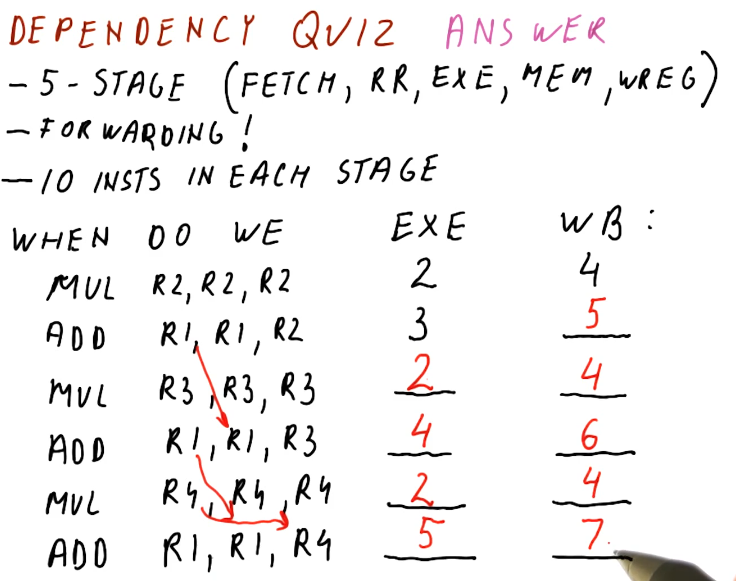 DEPENDENCY QUIZ ANSWER
- 5 - STAGE (FETCH, RR, EXE, MEM, WREG)
- FORWARDING!
- 10 INSTS IN EACH STAGE
WHEN DO WE EXE WB:
MUL R2, R2, R2 2 4
ADD R1, R1, R2 3 5
MUL R3, R3, R3 2 4
ADD R1, R1, R3 4 6
MUL R4, R4, R4 2 4
ADD R1, R1, R4 5 7